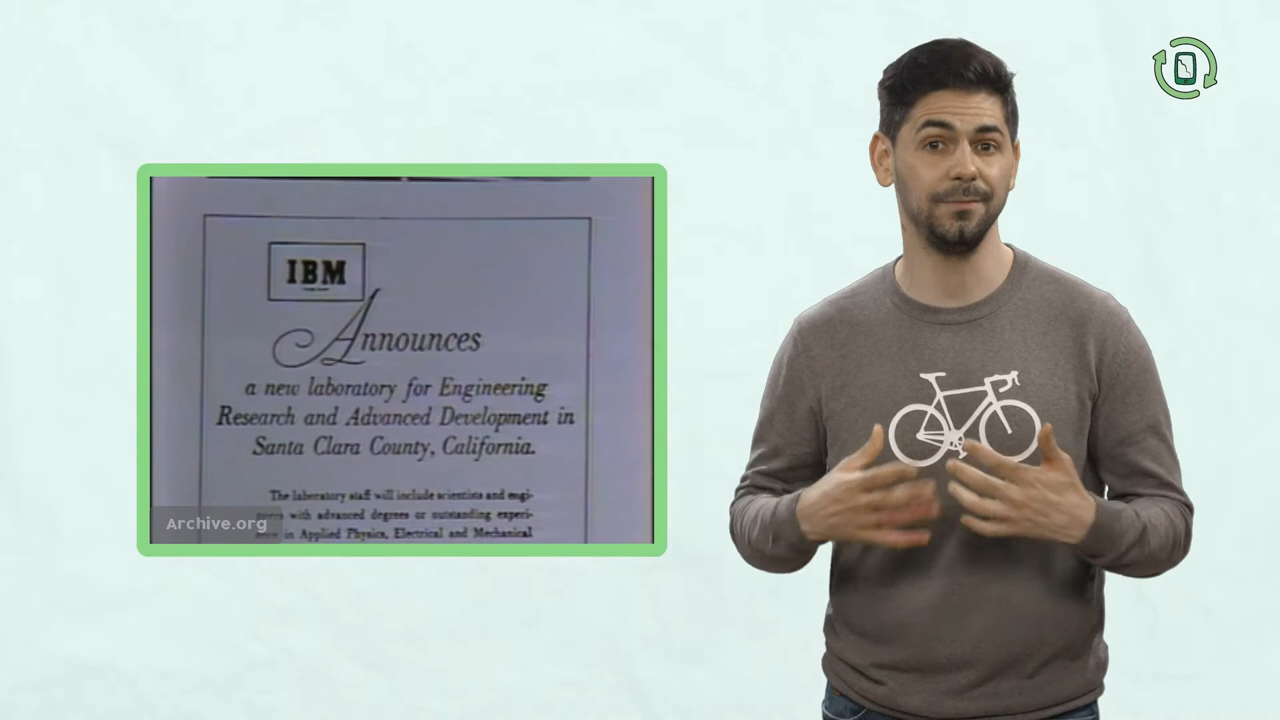 IBM
Announces
a new laboratory for Engineering
Research and Advanced Development in
Santa Clara County, California.
The laboratory staff will include scientists and engi-
with advanced degrees or outstanding experi-
in Applied Physics, Electrical and Mechanical
Archive.org